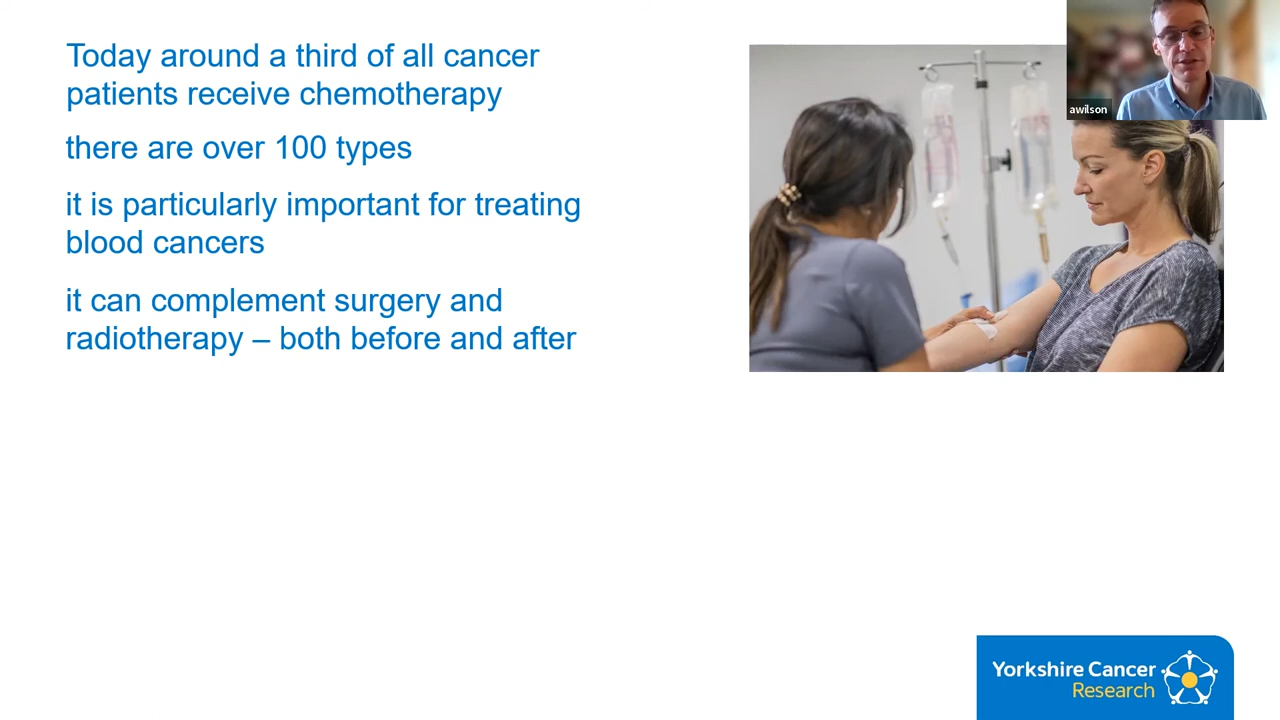 Today around a third of all cancer
patients receive chemotherapy
there are over 100 types
it is particularly important for treating
blood cancers
it can complement surgery and
radiotherapy – both before and after
awilson
Yorkshire Cancer
Research